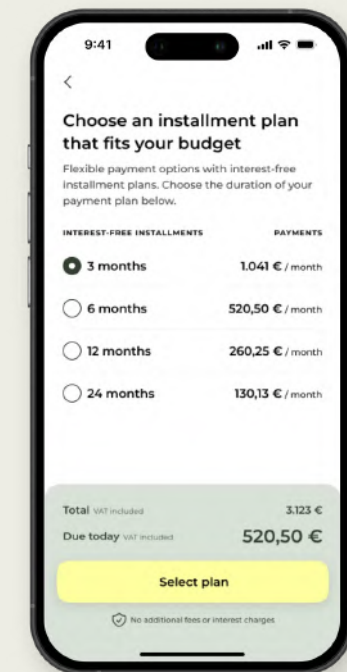 9:41
Choose an installment plan
that fits your budget
Flexible payment options with interest-free
installment plans. Choose the duration of your
payment plan below.
INTEREST-FREE INSTALLMENTS PAYMENTS
3 months 1.041 € / month
6 months 520,50 € / month
12 months 260,25 € / month
24 months 130,13 € / month
Total VAT included 3.123 €
Due today VAT included 520,50 €
Select plan
No additional fees or interest charges